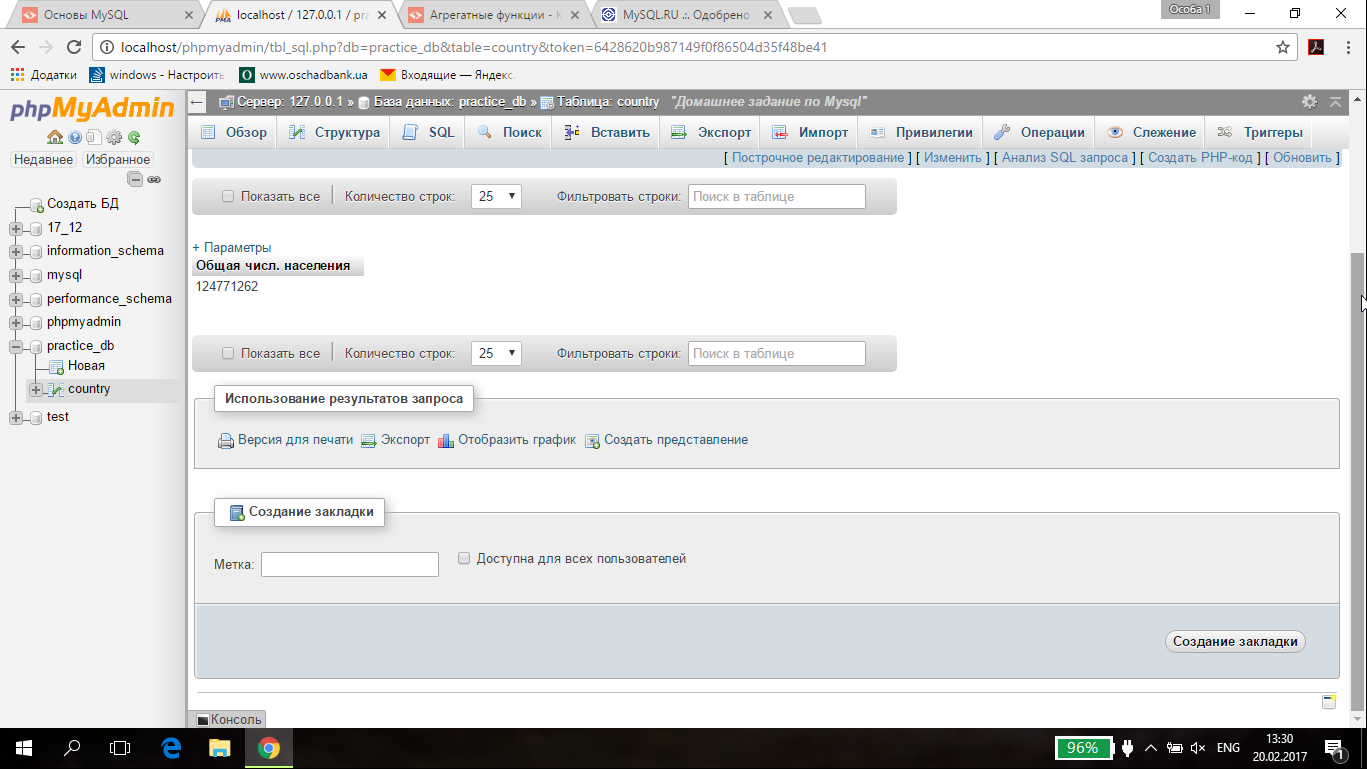 Основы MySQL
localhost / 127.0.0.1 / pra
Агрегатные функции - К
MySQL.RU .:. Одобрено
Особа 1
localhost/phpmyadmin/tbl_sql.php?db=practice_db&table=country&token=6428620b987149f0f86504d35f48be41
Додатки
windows - Настроить
www.oschadbank.ua
Входящие — Яндекс.
phpMyAdmin
Недавнее
Избранное
Создать БД
17_12
information_schema
mysql
performance_schema
phpmyadmin
practice_db
Новая
country
test
Сервер: 127.0.0.1 » База данных: practice_db » Таблица: country "Домашнее задание по Mysql"
Обзор Структура SQL Поиск Вставить Экспорт Импорт Привилегии Операции Слежение Триггеры
[ Построчное редактирование ] [ Изменить ] [ Анализ SQL запроса ] [ Создать PHP-код ] [ Обновить ]
Показать все Количество строк: 25 Фильтровать строки: Поиск в таблице
+ Параметры
Общая числ. населения
124771262
Показать все Количество строк: 25 Фильтровать строки: Поиск в таблице
Использование результатов запроса
Версия для печати Экспорт Отобразить график Создать представление
Создание закладки
Метка: Доступна для всех пользователей
Создание закладки
Консоль
96%
ENG
13:30
20.02.2017
1